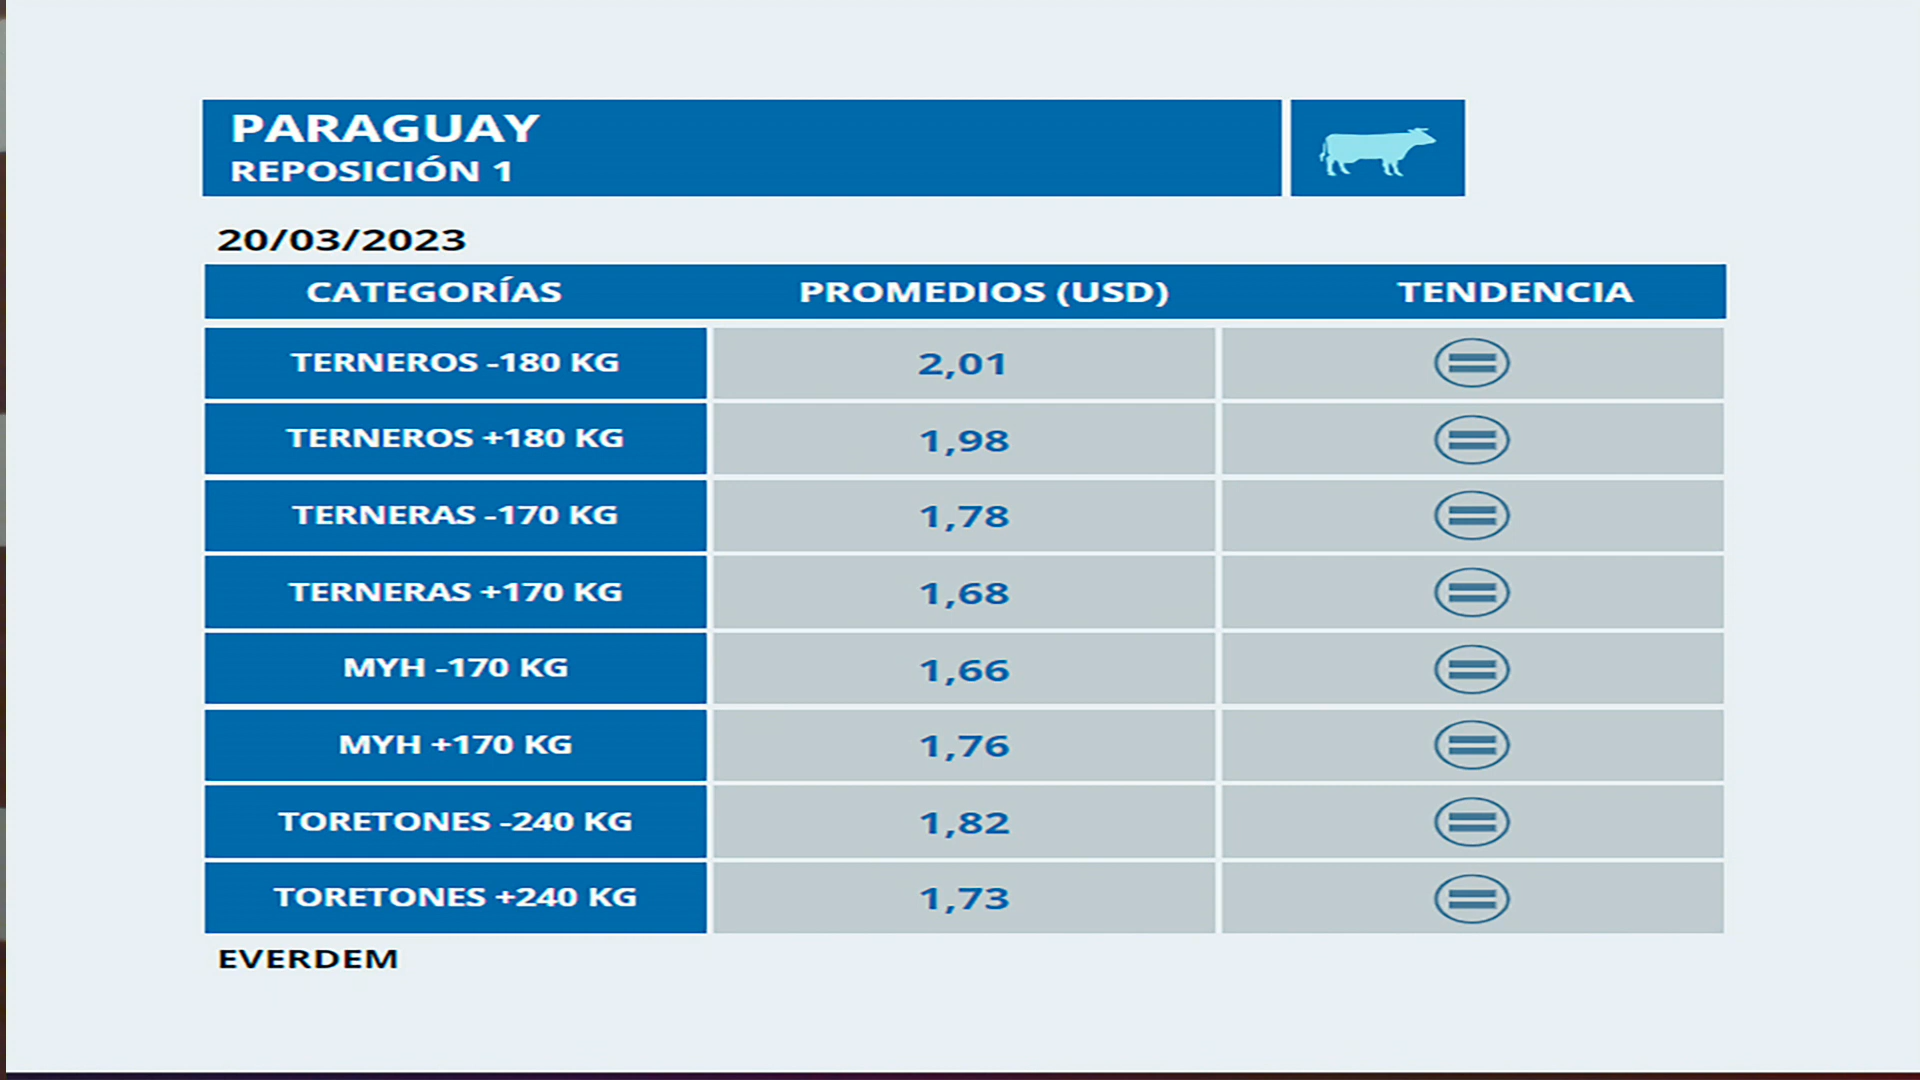 PARAGUAY
REPOSICIÓN 1
20/03/2023
CATEGORÍAS PROMEDIOS (USD) TENDENCIA
TERNEROS -180 KG 2,01 =
TERNEROS +180 KG 1,98 =
TERNERAS -170 KG 1,78 =
TERNERAS +170 KG 1,68 =
MYH -170 KG 1,66 =
MYH +170 KG 1,76 =
TORETONES -240 KG 1,82 =
TORETONES +240 KG 1,73 =
EVERDEM